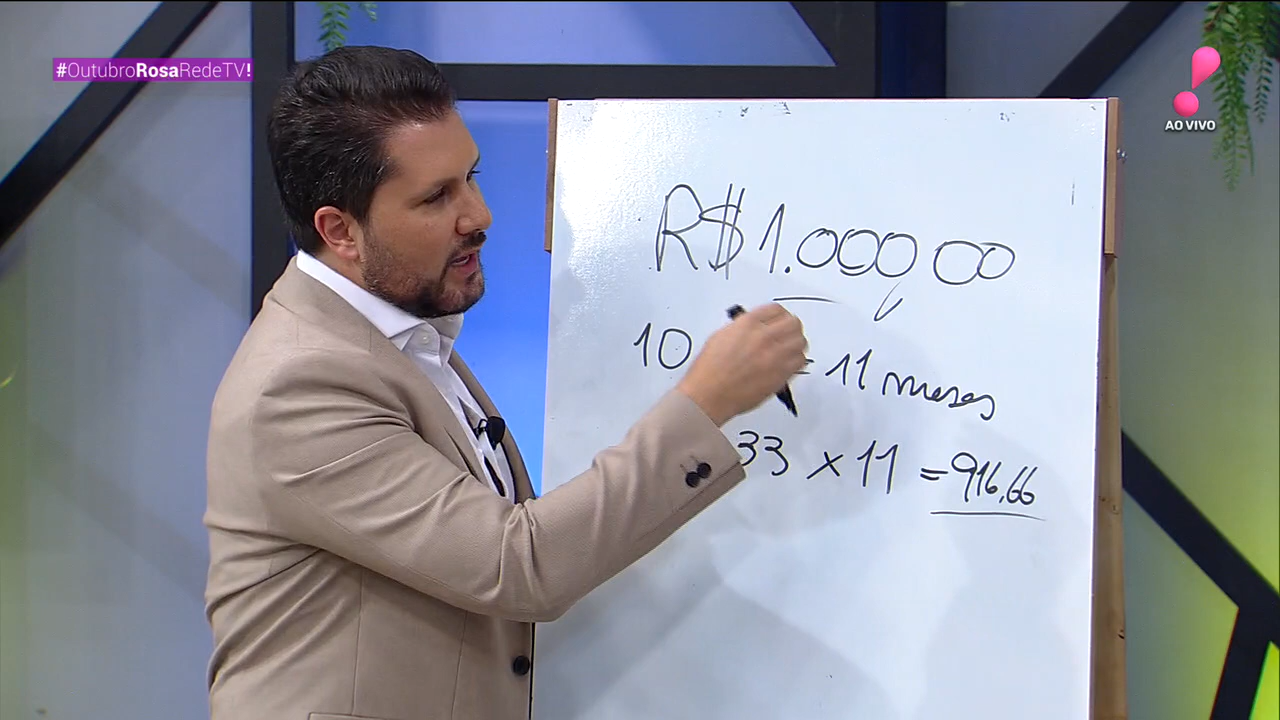 #OutubroRosaRedeTV!
AO VIVO
R$1.000,00
10 = 11 meses
33 x 11 = 916,66